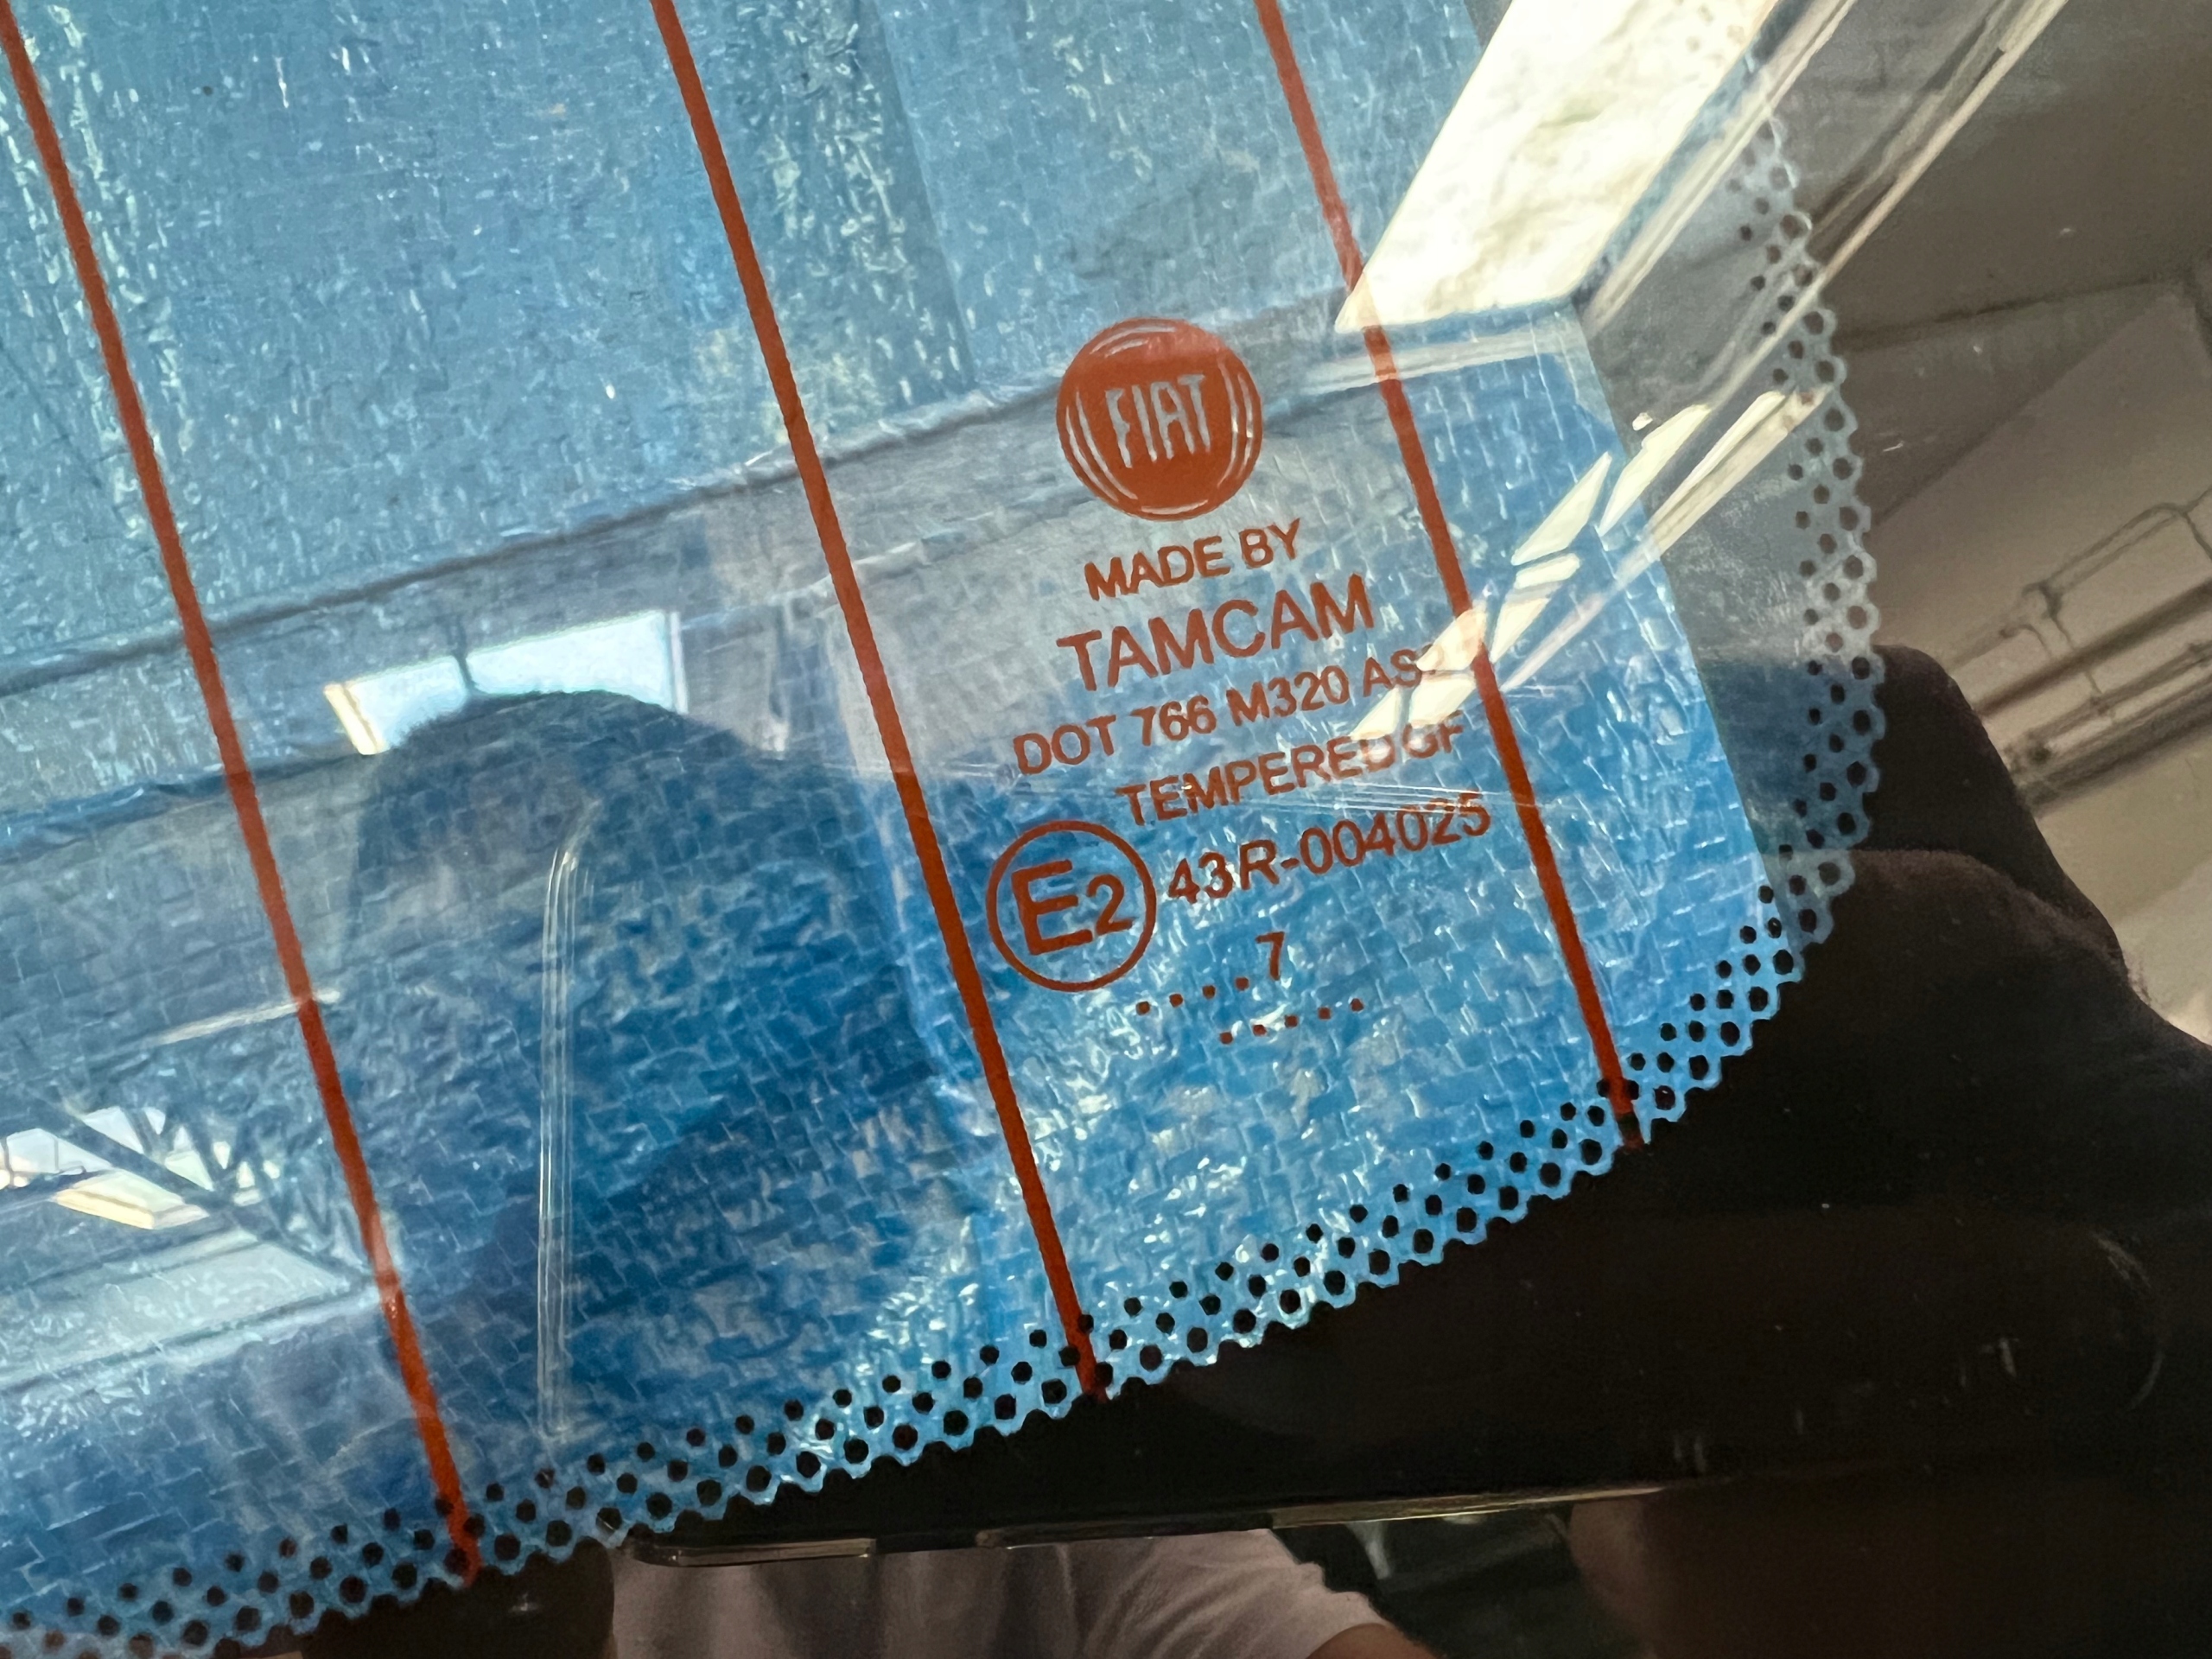 FIAT
MADE BY
TAMCAM
DOT 766 M320 AS2
TEMPERED GF
E2 43R-004025
.... 7
.....